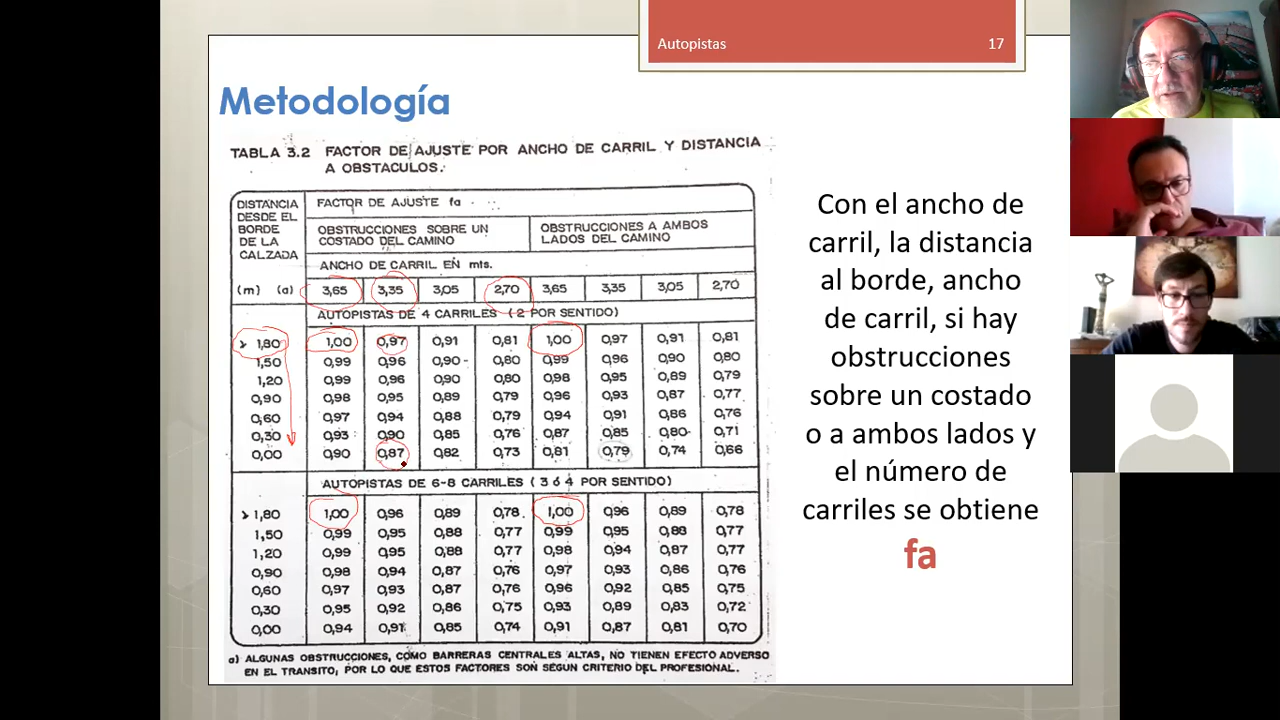 Autopistas 17
Metodología
TABLA 3.2 FACTOR DE AJUSTE POR ANCHO DE CARRIL Y DISTANCIA
A OBSTACULOS.
DISTANCIA
DESDE EL
BORDE
DE LA
CALZADA
(m) (a)
FACTOR DE AJUSTE fa
OBSTRUCCIONES SOBRE UN
COSTADO DEL CAMINO
OBSTRUCCIONES A AMBOS
LADOS DEL CAMINO
ANCHO DE CARRIL EN mts.
3,65 3,35 3,05 2,70 3,65 3,35 3,05 2,70
AUTOPISTAS DE 4 CARRILES (2 POR SENTIDO)
> 1,80 1,00 0,97 0,91 0,81 1,00 0,97 0,91 0,81
1,50 0,99 0,96 0,90 0,80 0,99 0,96 0,90 0,80
1,20 0,99 0,96 0,90 0,80 0,98 0,95 0,89 0,79
0,90 0,98 0,95 0,89 0,79 0,96 0,93 0,87 0,77
0,60 0,97 0,94 0,88 0,79 0,94 0,91 0,86 0,76
0,30 0,93 0,90 0,85 0,76 0,87 0,85 0,80 0,71
0,00 0,90 0,87 0,82 0,73 0,81 0,79 0,74 0,66
AUTOPISTAS DE 6-8 CARRILES (3 ó 4 POR SENTIDO)
> 1,80 1,00 0,96 0,89 0,78 1,00 0,96 0,89 0,78
1,50 0,99 0,95 0,88 0,77 0,99 0,95 0,88 0,77
1,20 0,99 0,95 0,88 0,77 0,98 0,94 0,87 0,77
0,90 0,98 0,94 0,87 0,76 0,97 0,93 0,86 0,76
0,60 0,97 0,93 0,87 0,76 0,96 0,92 0,85 0,75
0,30 0,95 0,92 0,86 0,75 0,93 0,89 0,83 0,72
0,00 0,94 0,91 0,85 0,74 0,91 0,87 0,81 0,70
a) ALGUNAS OBSTRUCCIONES, COMO BARRERAS CENTRALES ALTAS, NO TIENEN EFECTO ADVERSO
EN EL TRANSITO, POR LO QUE ESTOS FACTORES SON SEGUN CRITERIO DEL PROFESIONAL.
Con el ancho de
carril, la distancia
al borde, ancho
de carril, si hay
obstrucciones
sobre un costado
o a ambos lados y
el número de
carriles se obtiene
fa